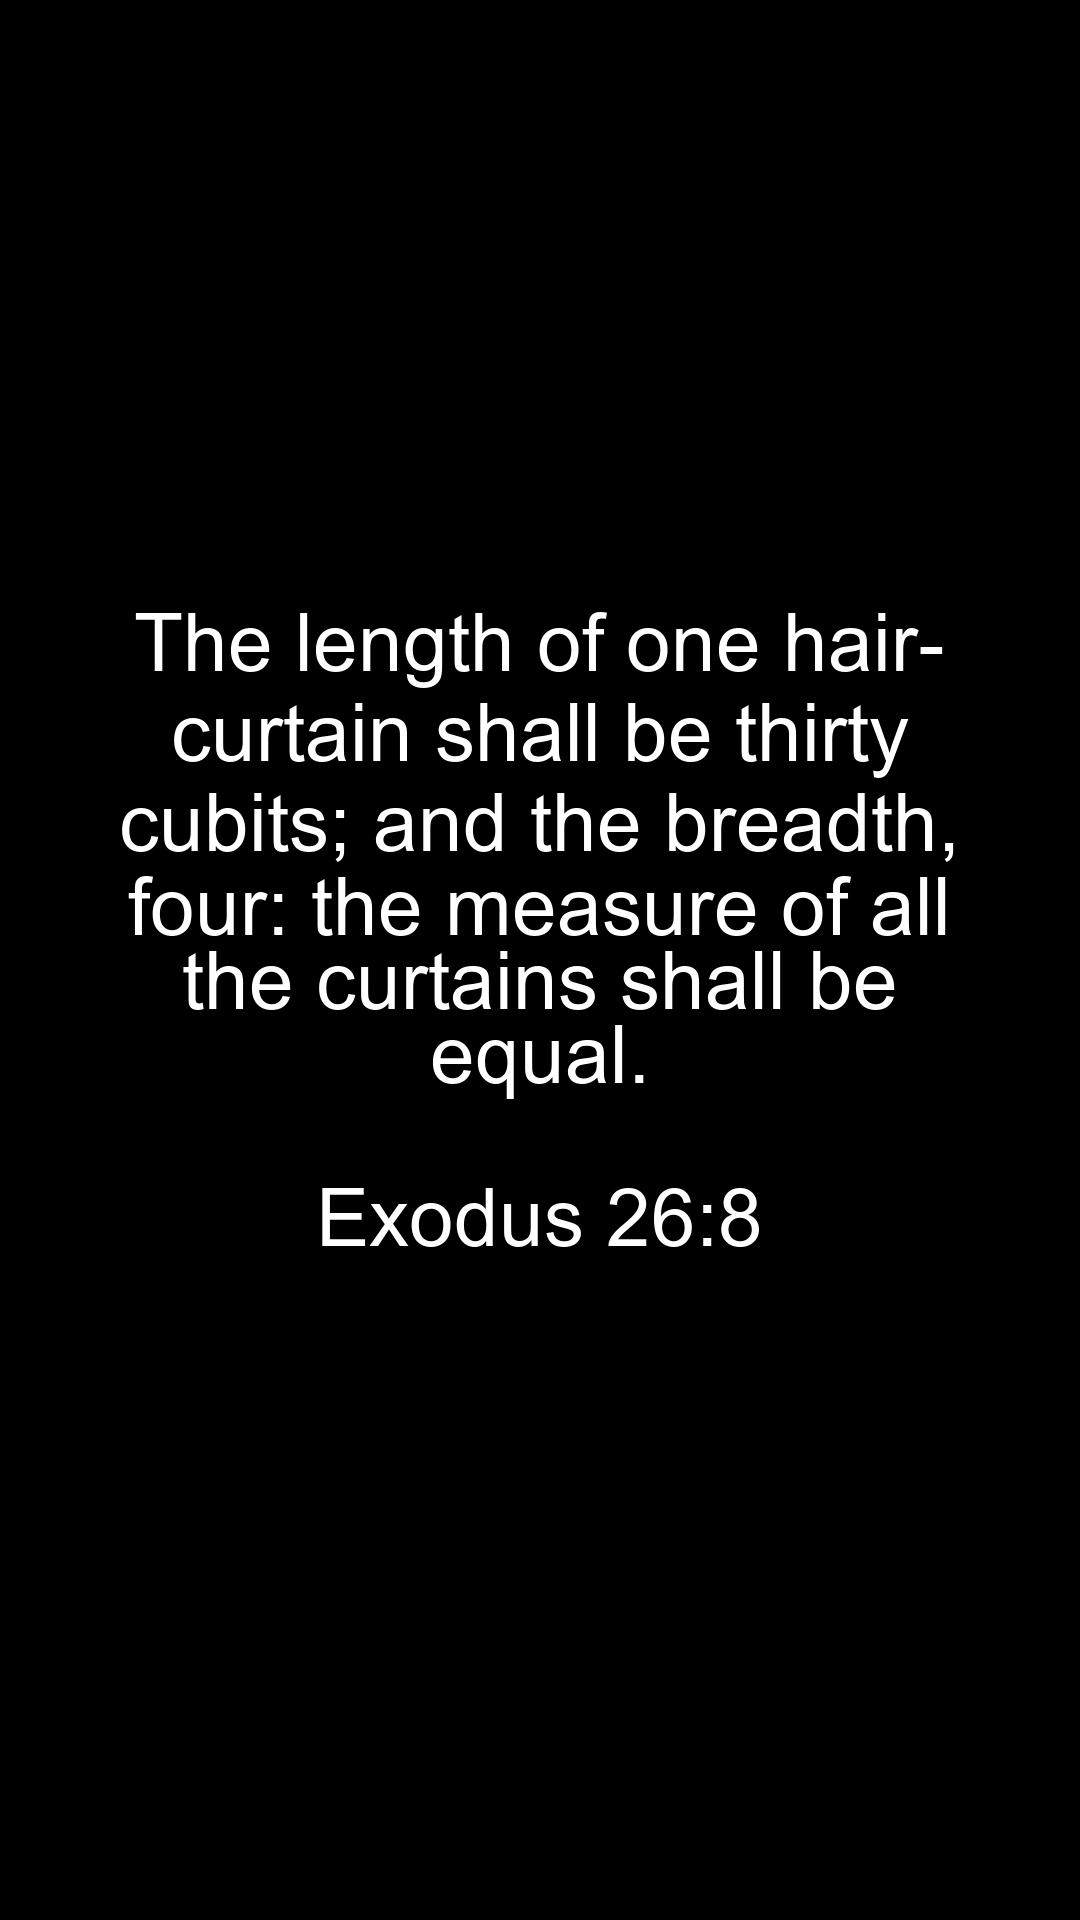 The length of one hair-
curtain shall be thirty
cubits; and the breadth,
four: the measure of all
the curtains shall be
equal.
Exodus 26:8